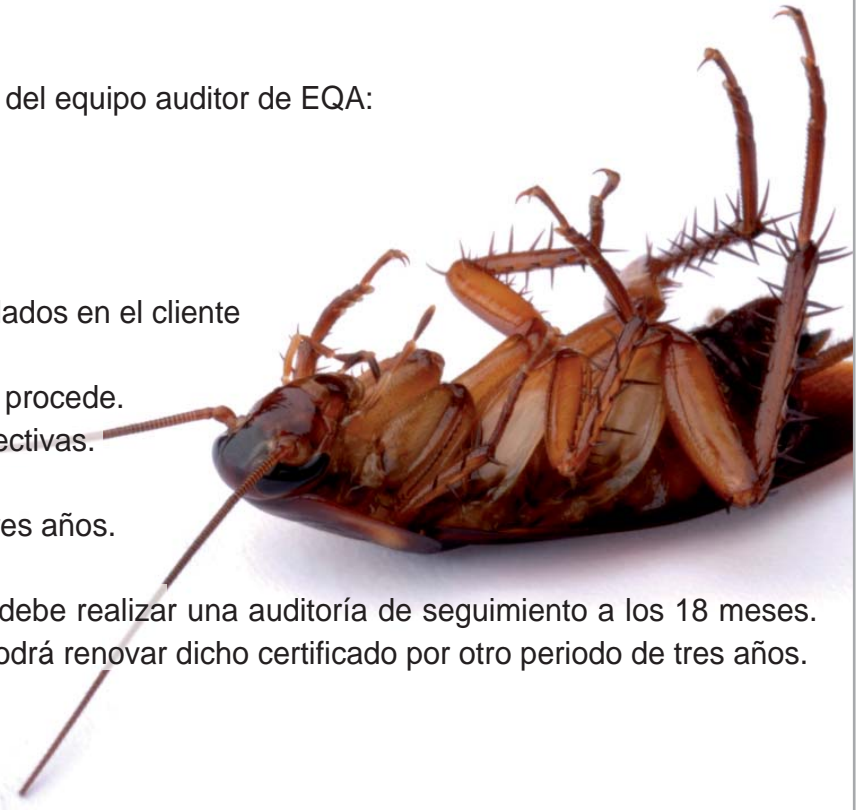 del equipo auditor de EQA:
lados en el cliente
procede.
ectivas.
es años.
debe realizar una auditoría de seguimiento a los 18 meses.
odrá renovar dicho certificado por otro periodo de tres años.